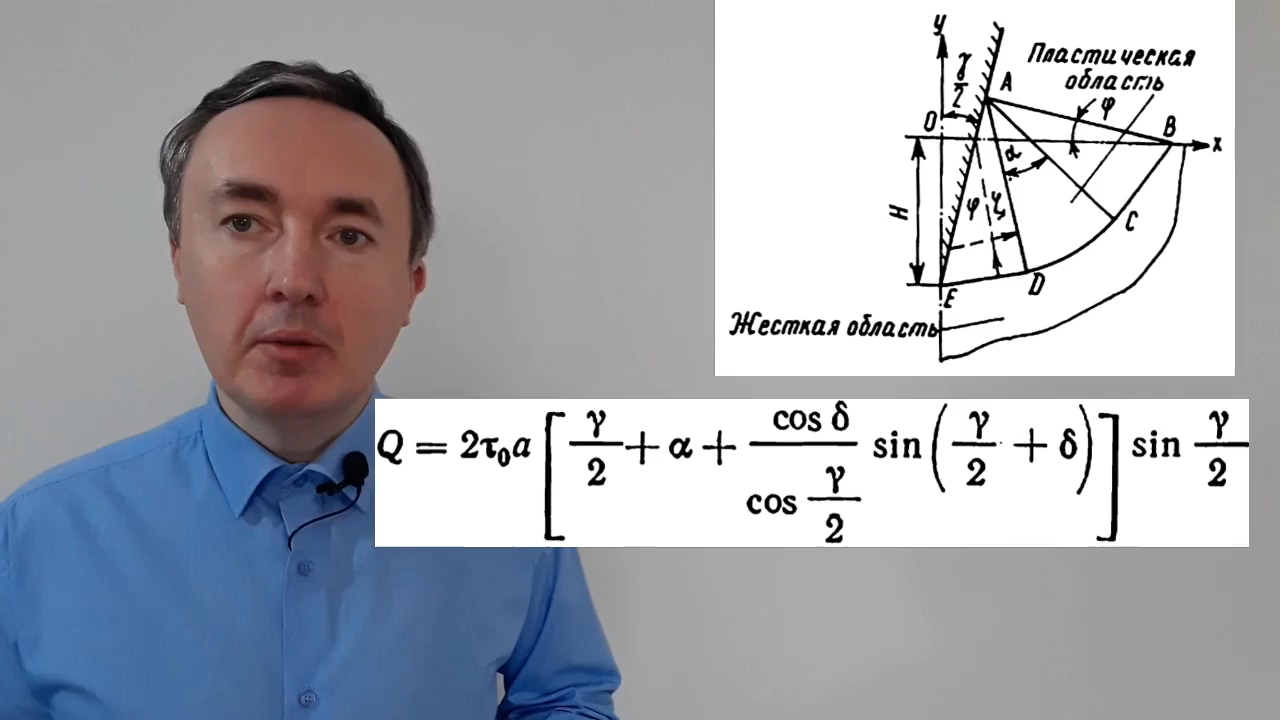 y
γ/2
A
Пластическая
область
φ
O
B
x
α
H
φ
ξ
C
E
D
Жесткая область
Q = 2τ₀a [ γ/2 + α + cos δ / cos γ/2 sin ( γ/2 + δ ) ] sin γ/2